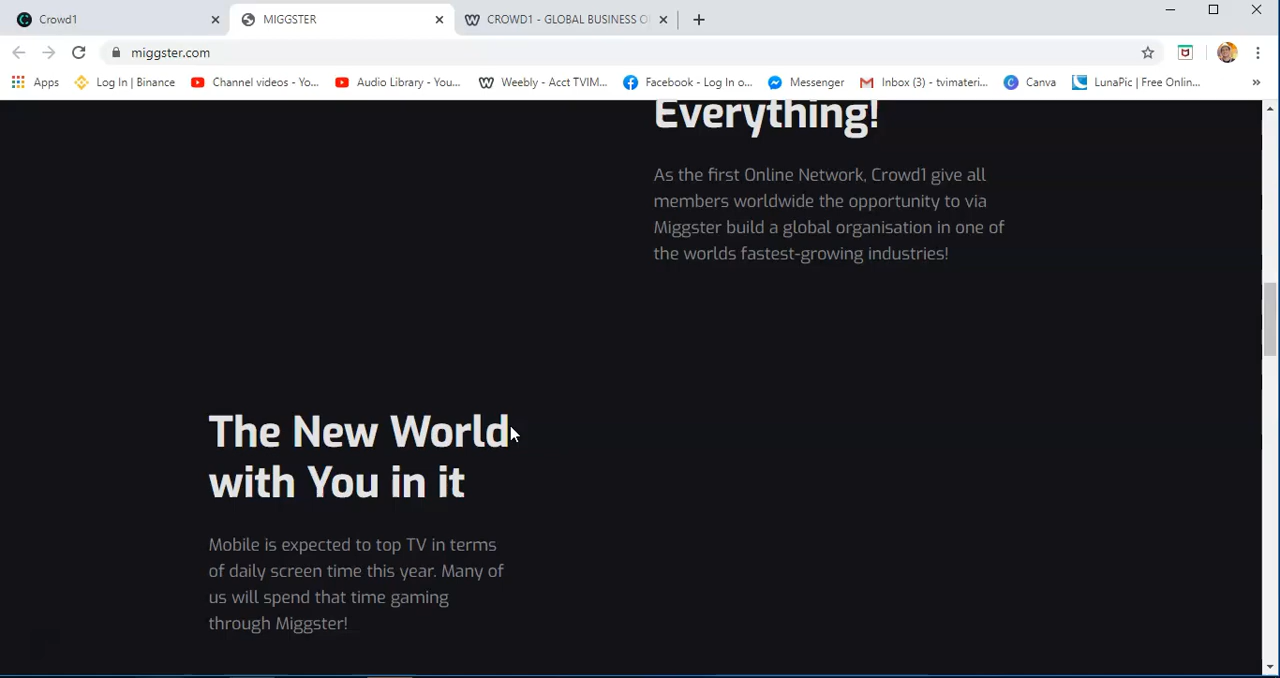 Crowd1
MIGGSTER
CROWD1 - GLOBAL BUSINESS O
miggster.com
Apps
Log In | Binance
Channel videos - Yo...
Audio Library - You...
Weebly - Acct TVIM...
Facebook - Log In o...
Messenger
Inbox (3) - tvimateri...
Canva
LunaPic | Free Onlin...
»
Everything!
As the first Online Network, Crowd1 give all
members worldwide the opportunity to via
Miggster build a global organisation in one of
the worlds fastest-growing industries!
The New World
with You in it
Mobile is expected to top TV in terms
of daily screen time this year. Many of
us will spend that time gaming
through Miggster!